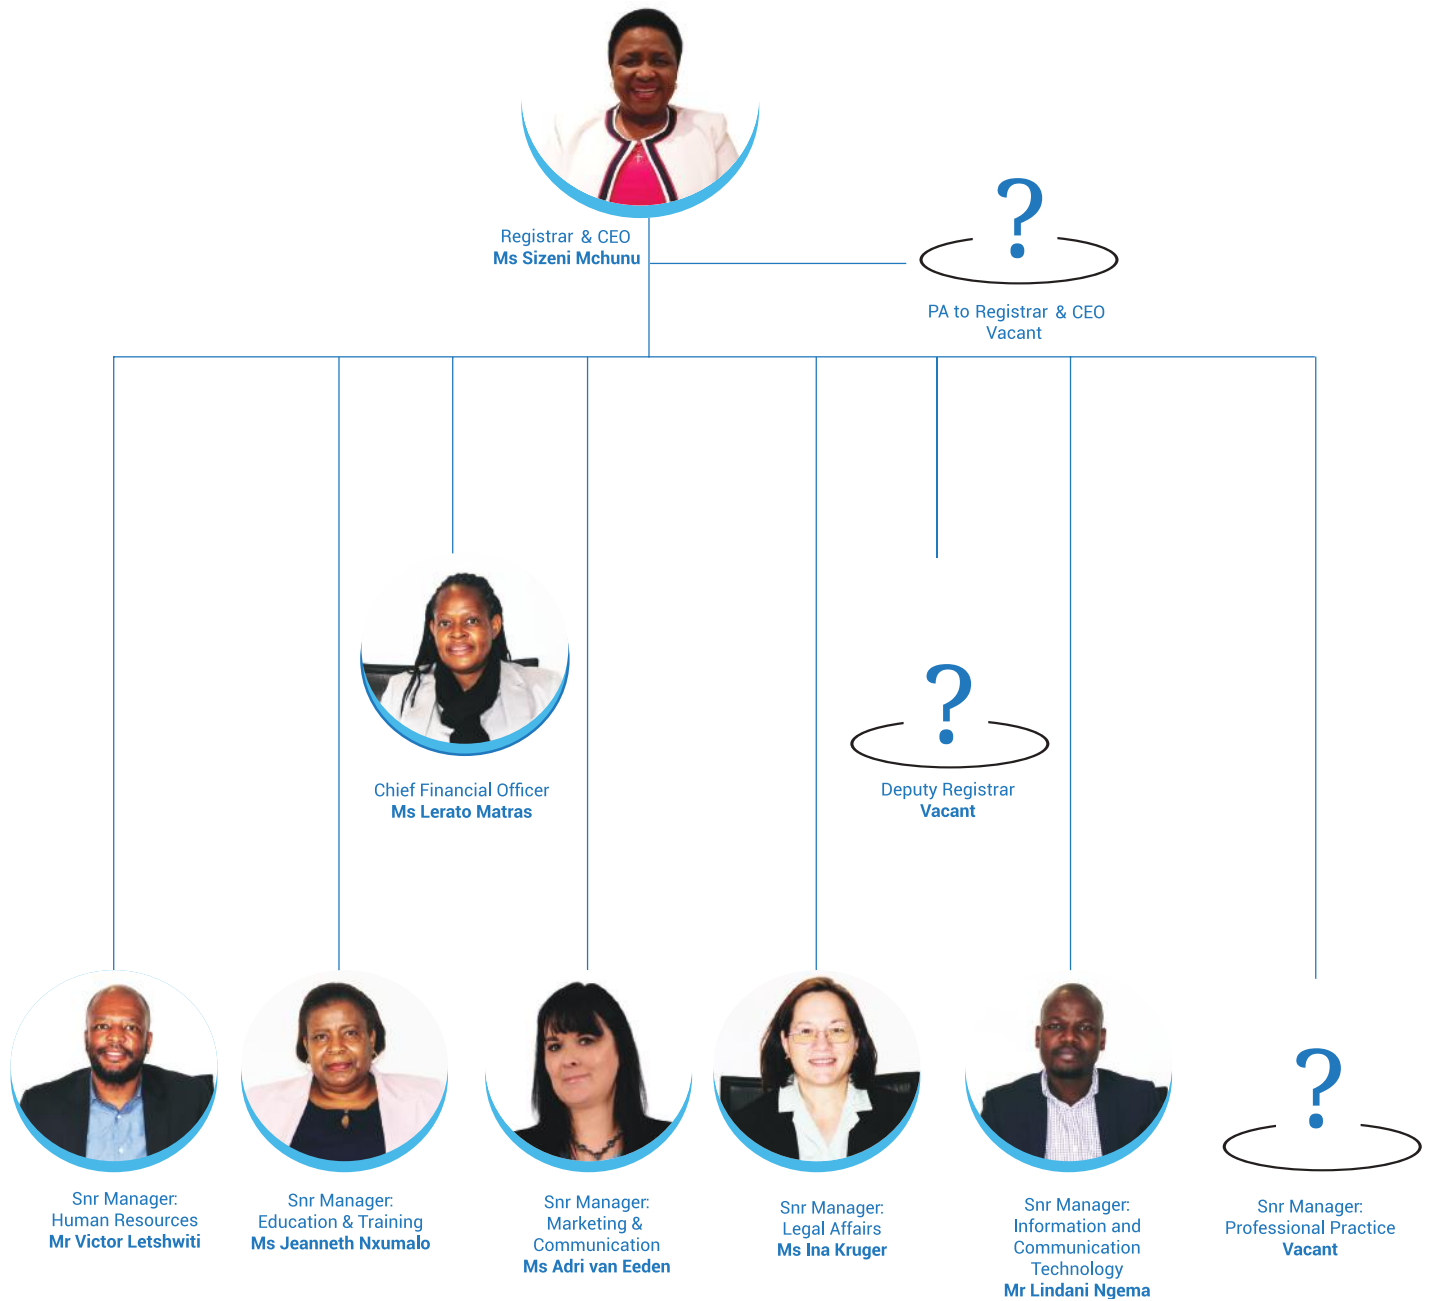 ?
Registrar & CEO
Ms Sizeni Mchunu
PA to Registrar & CEO
Vacant
?
Chief Financial Officer
Ms Lerato Matras
Deputy Registrar
Vacant
?
Snr Manager:
Human Resources
Mr Victor Letshwiti
Snr Manager:
Education & Training
Ms Jeanneth Nxumalo
Snr Manager:
Marketing &
Communication
Ms Adri van Eeden
Snr Manager:
Legal Affairs
Ms Ina Kruger
Snr Manager:
Information and
Communication
Technology
Mr Lindani Ngema
Snr Manager:
Professional Practice
Vacant